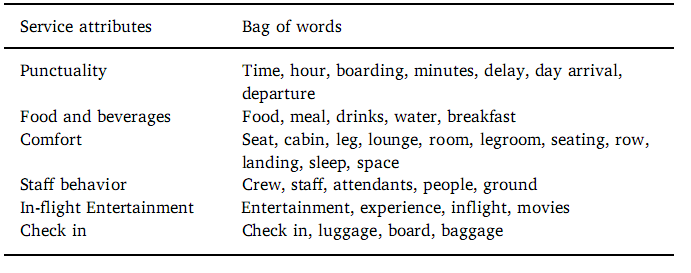 Service attributes Bag of words
Punctuality Time, hour, boarding, minutes, delay, day arrival,
departure
Food and beverages Food, meal, drinks, water, breakfast
Comfort Seat, cabin, leg, lounge, room, legroom, seating, row,
landing, sleep, space
Staff behavior Crew, staff, attendants, people, ground
In-flight Entertainment Entertainment, experience, inflight, movies
Check in Check in, luggage, board, baggage